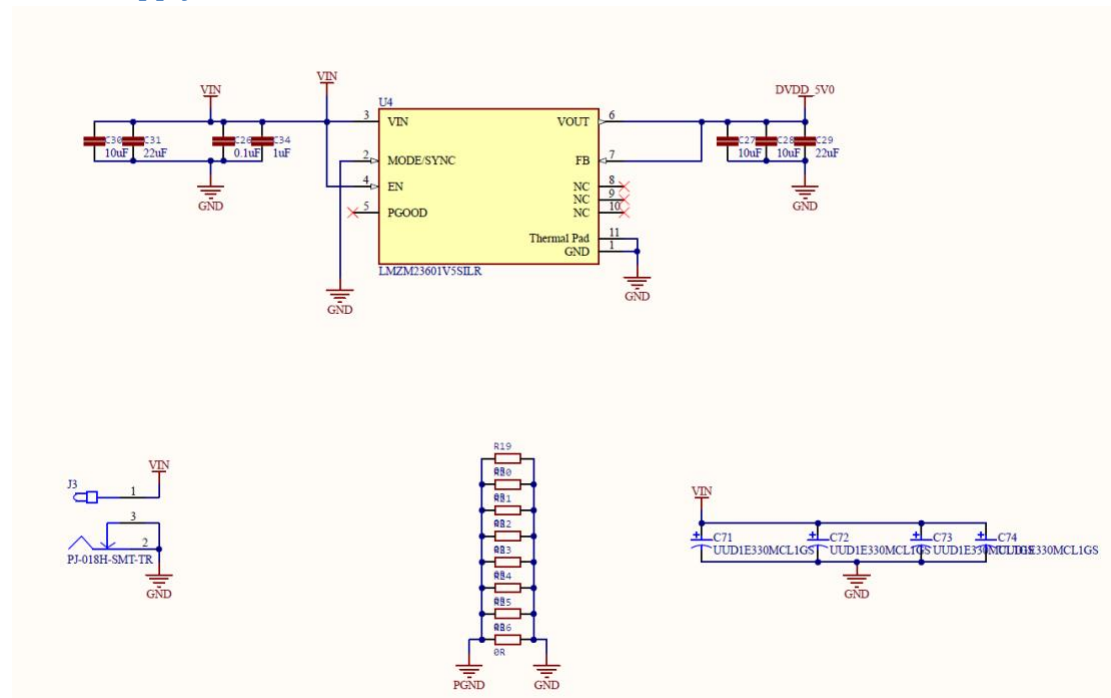 VIN
VIN
DVDD_5V0
U4
3 VIN VOUT 6
C30 C31 C26 C34
10uF 22uF 0.1uF 1uF
C27 C28 C29
10uF 10uF 22uF
2 MODE/SYNC FB 7
4 EN NC 8
NC 9
5 PGOOD NC 10
Thermal Pad 11
GND 1
GND
GND
LMZM23601V5SILR
GND
GND
R19
0R
R26
0R
PGND GND
J3
VIN
1
3
2
PJ-018H-SMT-TR
GND
VIN
C71 C72 C73 C74
UUD1E330MCL1GS UUD1E330MCL1GS
GND